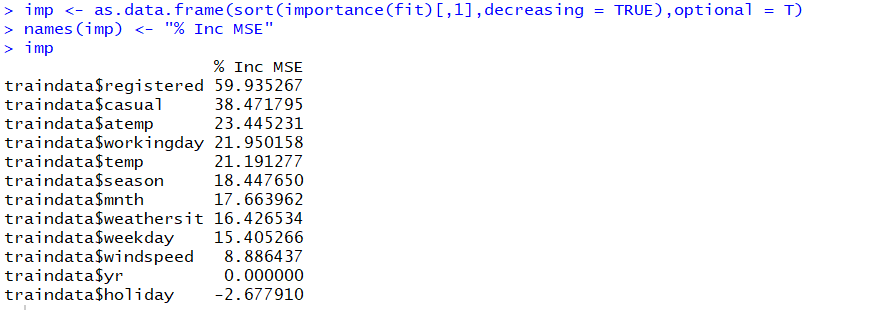 > imp <- as.data.frame(sort(importance(fit)[,1],decreasing = TRUE),optional = T)
> names(imp) <- "% Inc MSE"
> imp
% Inc MSE
traindata$registered 59.935267
traindata$casual 38.471795
traindata$atemp 23.445231
traindata$workingday 21.950158
traindata$temp 21.191277
traindata$season 18.447650
traindata$mnth 17.663962
traindata$weathersit 16.426534
traindata$weekday 15.405266
traindata$windspeed 8.886437
traindata$yr 0.000000
traindata$holiday -2.677910